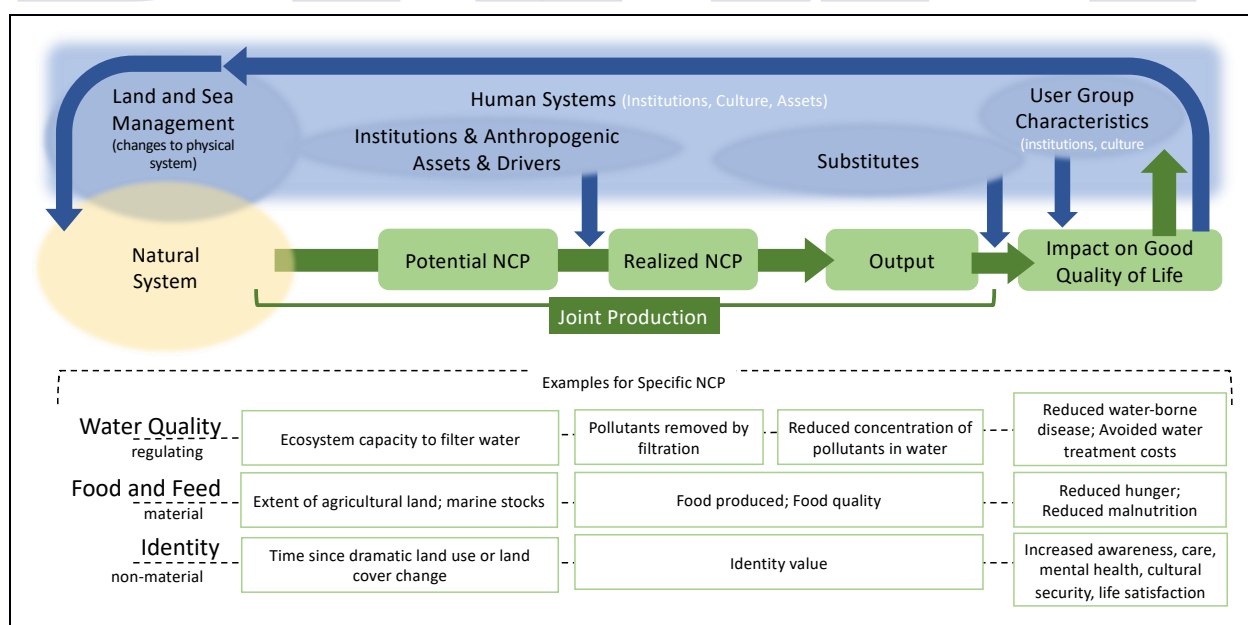 Land and Sea
Management
(changes to physical
system)
Human Systems (Institutions, Culture, Assets)
Institutions & Anthropogenic
Assets & Drivers
Substitutes
User Group
Characteristics
(institutions, culture
Natural
System
Potential NCP
Realized NCP
Output
Impact on Good
Quality of Life
Joint Production
Examples for Specific NCP
Water Quality
regulating
Ecosystem capacity to filter water
Pollutants removed by
filtration
Reduced concentration of
pollutants in water
Reduced water-borne
disease; Avoided water
treatment costs
Food and Feed
material
Extent of agricultural land; marine stocks
Food produced; Food quality
Reduced hunger;
Reduced malnutrition
Identity
non-material
Time since dramatic land use or land
cover change
Identity value
Increased awareness, care,
mental health, cultural
security, life satisfaction